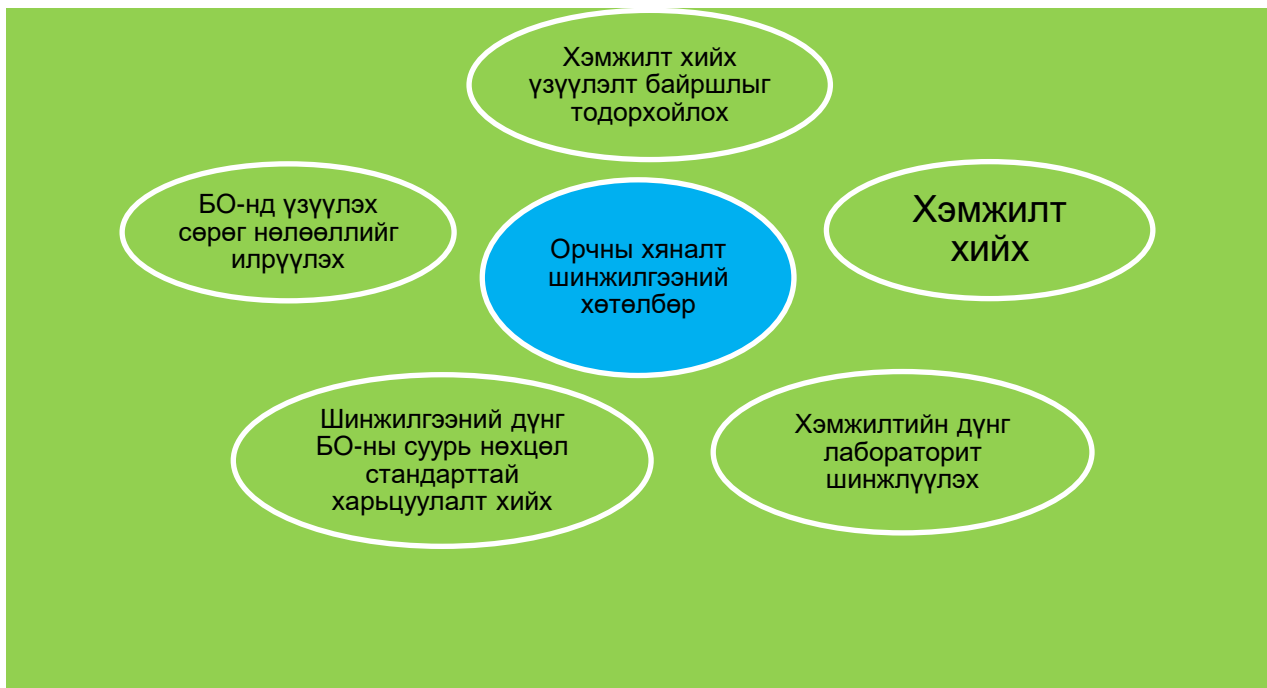 Хэмжилт хийх
үзүүлэлт байршлыг
тодорхойлох
БО-нд үзүүлэх
сөрөг нөлөөллийг
илрүүлэх
Хэмжилт
хийх
Орчны хяналт
шинжилгээний
хөтөлбөр
Шинжилгээний дүнг
БО-ны суурь нөхцөл
стандарттай
харьцуулалт хийх
Хэмжилтийн дүнг
лабораторит
шинжлүүлэх